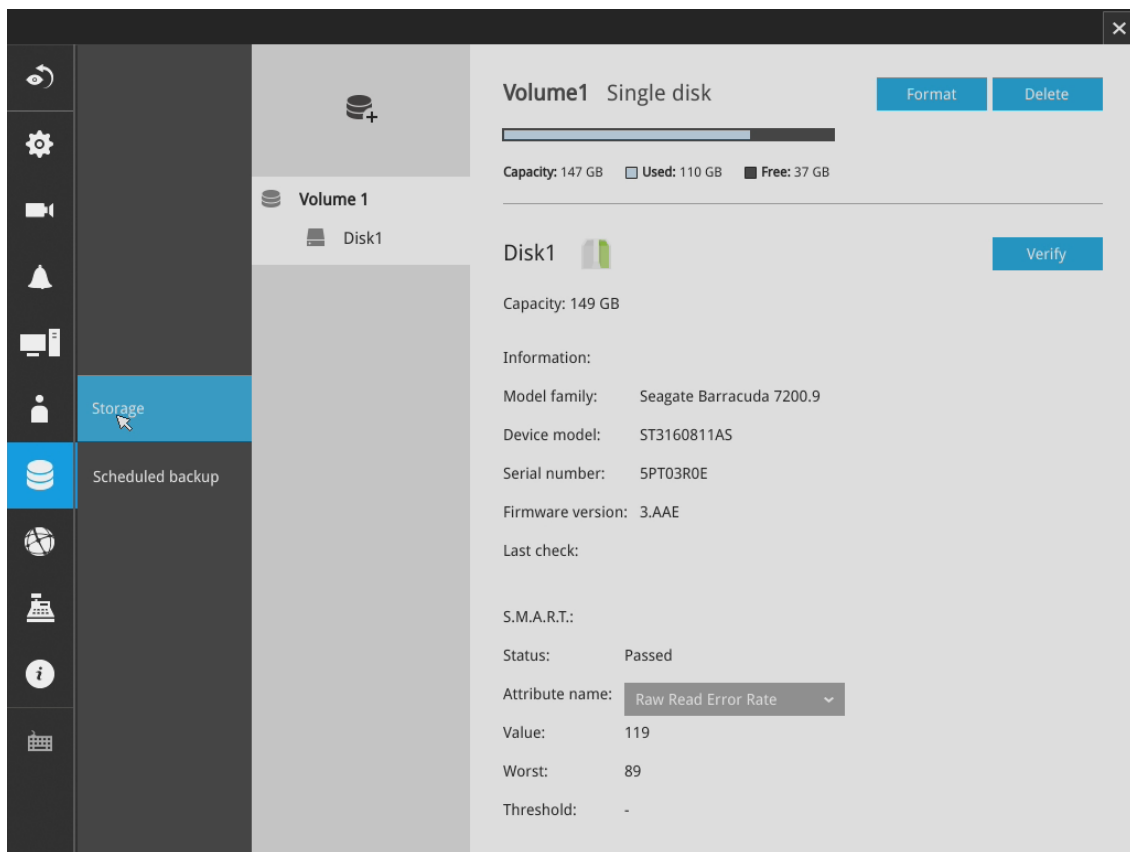 Volume1 Single disk
Format
Delete
Capacity: 147 GB Used: 110 GB Free: 37 GB
Volume 1
Disk1
Disk1
Verify
Capacity: 149 GB
Information:
Model family: Seagate Barracuda 7200.9
Storage
Device model: ST3160811AS
Scheduled backup
Serial number: 5PT03R0E
Firmware version: 3.AAE
Last check:
S.M.A.R.T.:
Status: Passed
Attribute name: Raw Read Error Rate
Value: 119
Worst: 89
Threshold: -